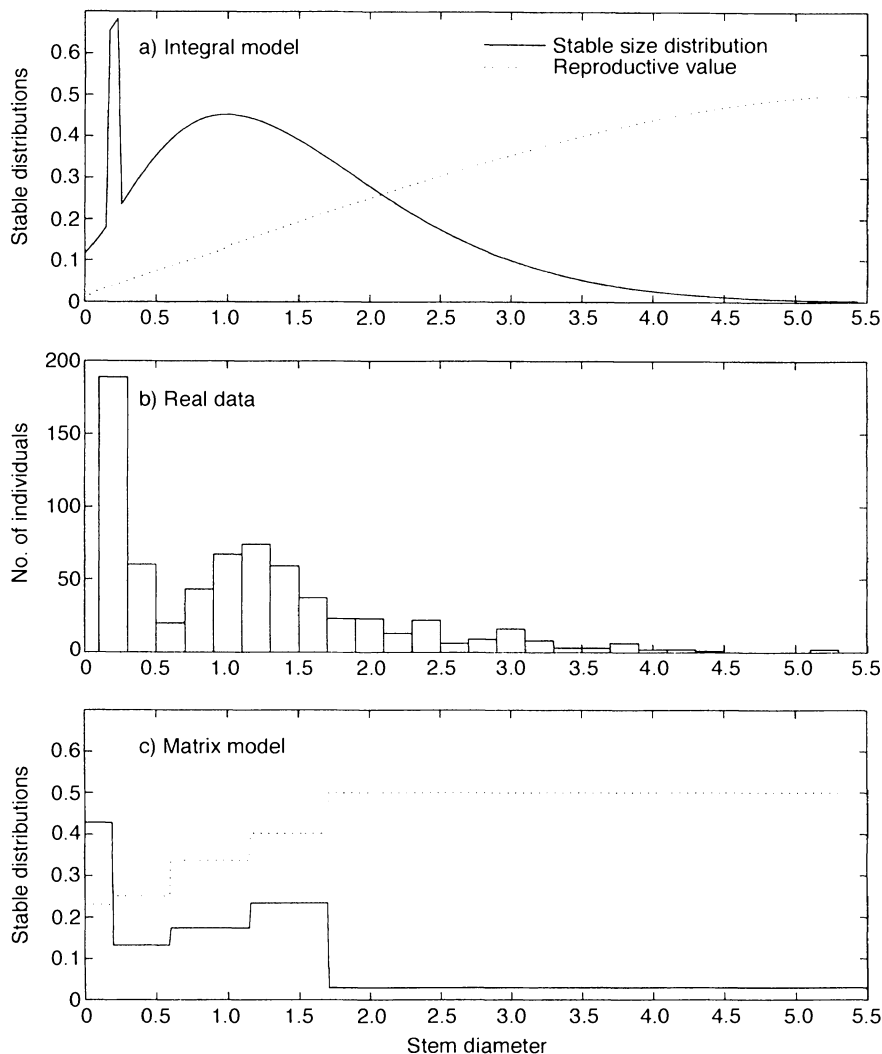 a) Integral model
Stable size distribution
Reproductive value
Stable distributions
0.6
0.5
0.4
0.3
0.2
0.1
0
0 0.5 1.0 1.5 2.0 2.5 3.0 3.5 4.0 4.5 5.0 5.5
b) Real data
No. of individuals
200
150
100
50
0
0 0.5 1.0 1.5 2.0 2.5 3.0 3.5 4.0 4.5 5.0 5.5
c) Matrix model
Stable distributions
0.6
0.5
0.4
0.3
0.2
0.1
0
0 0.5 1.0 1.5 2.0 2.5 3.0 3.5 4.0 4.5 5.0 5.5
Stem diameter